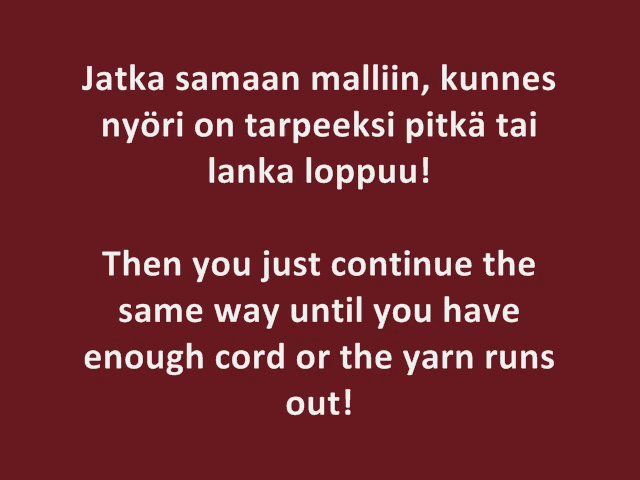 Jatka samaan malliin, kunnes
nyöri on tarpeeksi pitkä tai
lanka loppuu!
Then you just continue the
same way until you have
enough cord or the yarn runs
out!